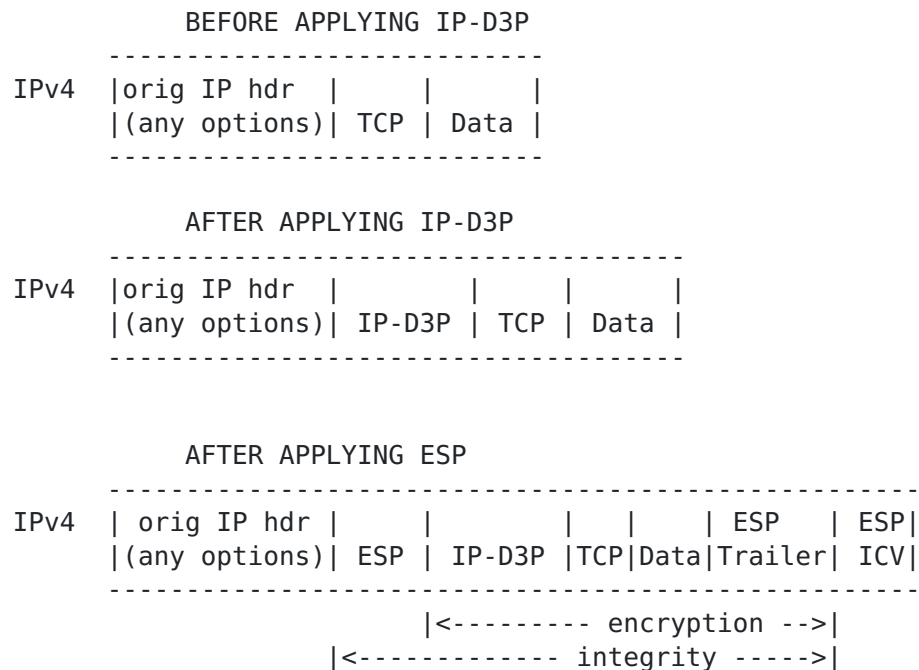 BEFORE APPLYING IP-D3P
----------------------------
IPv4  |orig IP hdr  |     |      |
      |(any options)| TCP | Data |
----------------------------
AFTER APPLYING IP-D3P
-------------------------------------
IPv4  |orig IP hdr  |        |     |      |
      |(any options)| IP-D3P | TCP | Data |
-------------------------------------
AFTER APPLYING ESP
----------------------------------------------------
IPv4  | orig IP hdr |     |        |   |    | ESP   | ESP|
      |(any options)| ESP | IP-D3P |TCP|Data|Trailer| ICV|
----------------------------------------------------
|<--------- encryption -->|
|<------------- integrity ----->|